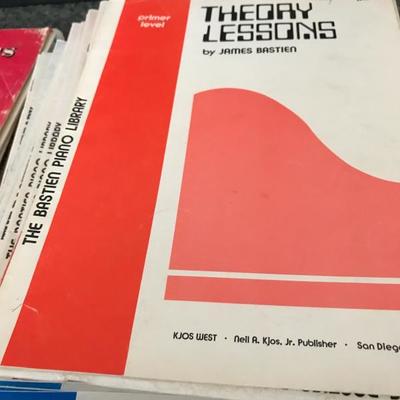 primer
level
THEORY
LESSONS
by JAMES BASTIEN
THE BASTIEN PIANO LIBRARY
KJOS WEST · Neil A. Kjos, Jr. Publisher · San Diego